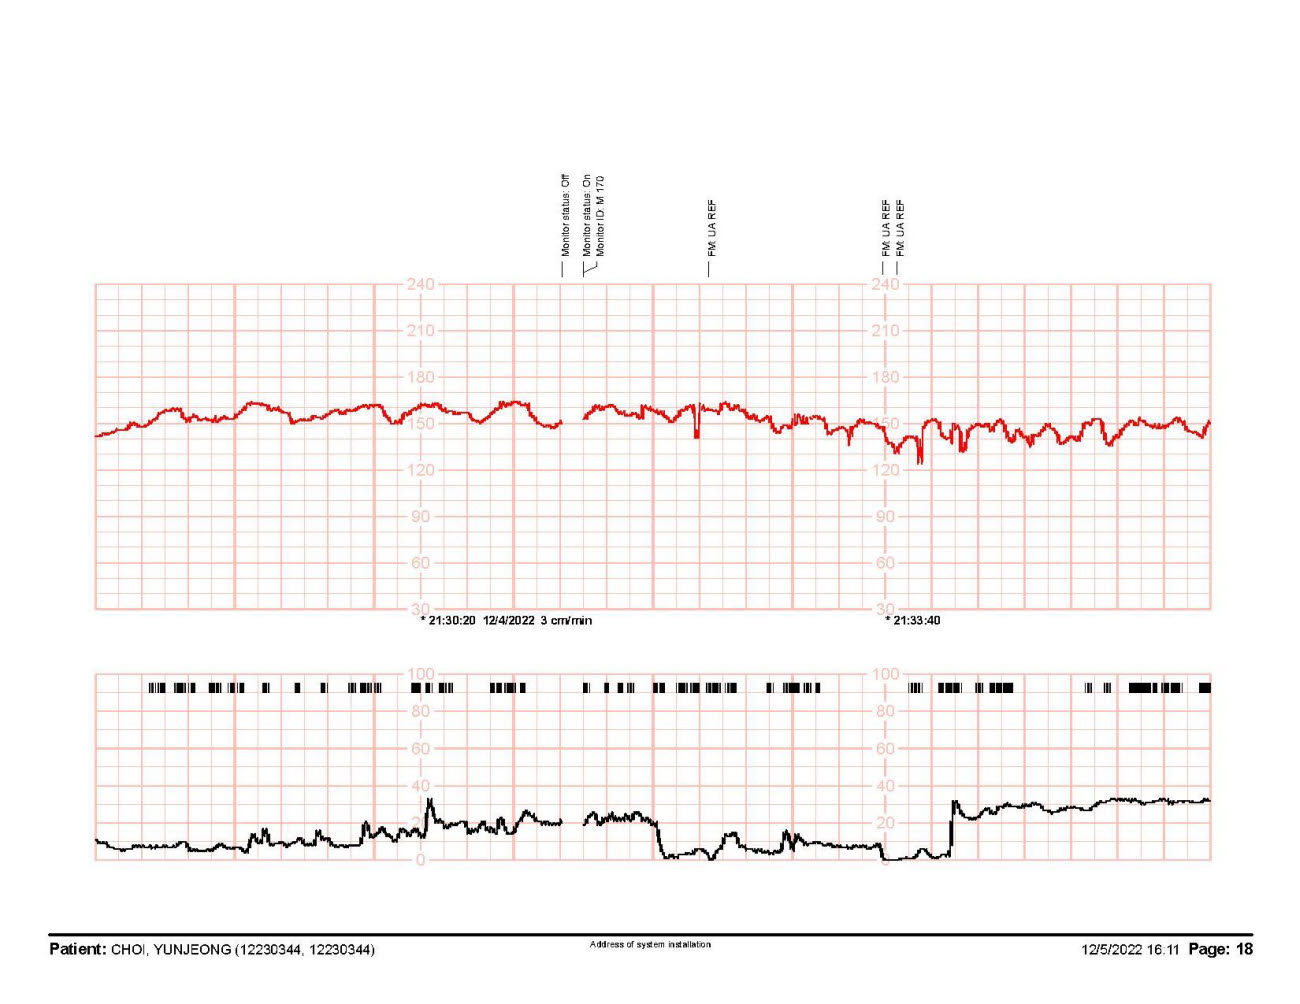 Monitor status: Off
Monitor status: On
Monitor ID: M 170
FM: UA REF
FM: UA REF
FM: UA REF
240 240
210 210
180 180
150 150
120 120
90 90
60 60
30 30
* 21:30:20 12/4/2022 3 cm/min * 21:33:40
100 100
80 80
60 60
40 40
20 20
0 0
Patient: CHOI, YUNJEONG (12230344, 12230344) Address of system installation 12/5/2022 16:11 Page: 18